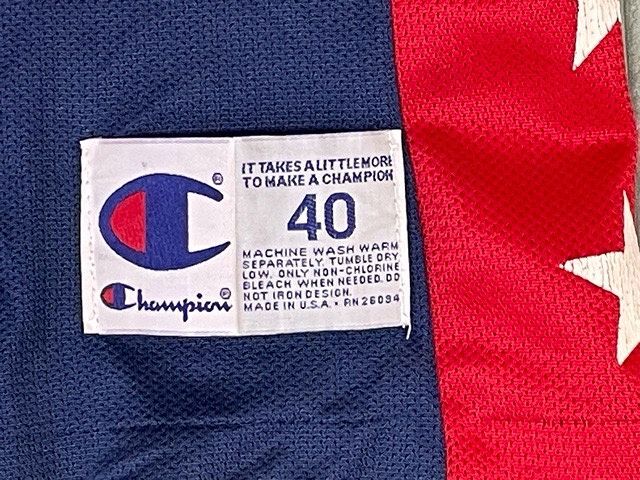 IT TAKES A LITTLE MORE
TO MAKE A CHAMPION
40
MACHINE WASH WARM
SEPARATELY, TUMBLE DRY
LOW. ONLY NON-CHLORINE
BLEACH WHEN NEEDED. DO
NOT IRON DESIGN.
MADE IN U.S.A. • RN 26094
®
Champion®